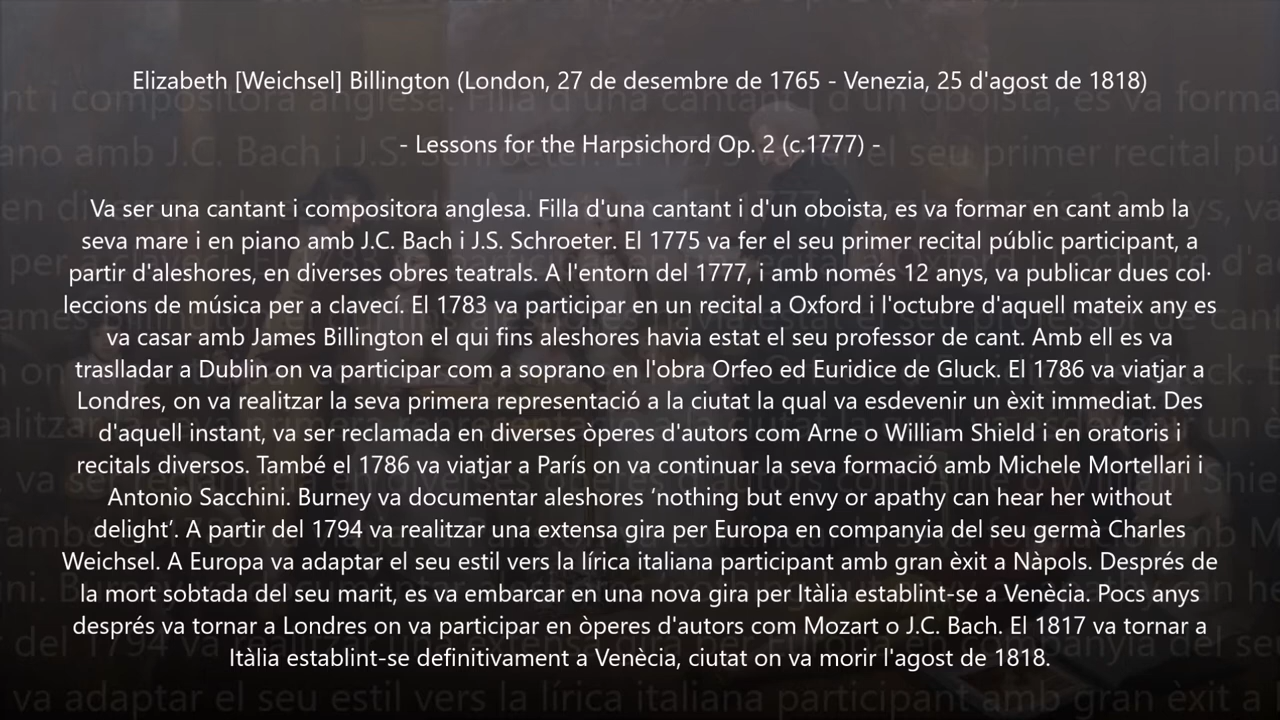 Elizabeth [Weichsel] Billington (London, 27 de desembre de 1765 - Venezia, 25 d'agost de 1818)
- Lessons for the Harpsichord Op. 2 (c.1777) -
Va ser una cantant i compositora anglesa. Filla d'una cantant i d'un oboista, es va formar en cant amb la
seva mare i en piano amb J.C. Bach i J.S. Schroeter. El 1775 va fer el seu primer recital públic participant, a
partir d'aleshores, en diverses obres teatrals. A l'entorn del 1777, i amb només 12 anys, va publicar dues col·
leccions de música per a clavecí. El 1783 va participar en un recital a Oxford i l'octubre d'aquell mateix any es
va casar amb James Billington el qui fins aleshores havia estat el seu professor de cant. Amb ell es va
traslladar a Dublin on va participar com a soprano en l'obra Orfeo ed Euridice de Gluck. El 1786 va viatjar a
Londres, on va realitzar la seva primera representació a la ciutat la qual va esdevenir un èxit immediat. Des
d'aquell instant, va ser reclamada en diverses òperes d'autors com Arne o William Shield i en oratoris i
recitals diversos. També el 1786 va viatjar a París on va continuar la seva formació amb Michele Mortellari i
Antonio Sacchini. Burney va documentar aleshores ‘nothing but envy or apathy can hear her without
delight’. A partir del 1794 va realitzar una extensa gira per Europa en companyia del seu germà Charles
Weichsel. A Europa va adaptar el seu estil vers la lírica italiana participant amb gran èxit a Nàpols. Després de
la mort sobtada del seu marit, es va embarcar en una nova gira per Itàlia establint-se a Venècia. Pocs anys
després va tornar a Londres on va participar en òperes d'autors com Mozart o J.C. Bach. El 1817 va tornar a
Itàlia establint-se definitivament a Venècia, ciutat on va morir l'agost de 1818.